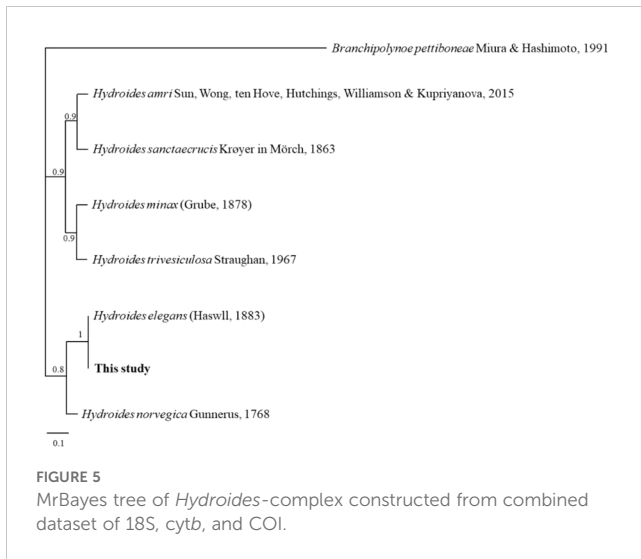 Branchipolynoe pettiboneae Miura & Hashimoto, 1991
Hydroides amri Sun, Wong, ten Hove, Hutchings, Williamson & Kupriyanova, 2015
0.9
Hydroides sanctaecrucis Krøyer in Mörch, 1863
0.9
Hydroides minax (Grube, 1878)
0.9
Hydroides trivesiculosa Straughan, 1967
Hydroides elegans (Haswll, 1883)
1
This study
0.8
Hydroides norvegica Gunnerus, 1768
0.1
FIGURE 5
MrBayes tree of Hydroides-complex constructed from combined
dataset of 18S, cytb, and COI.